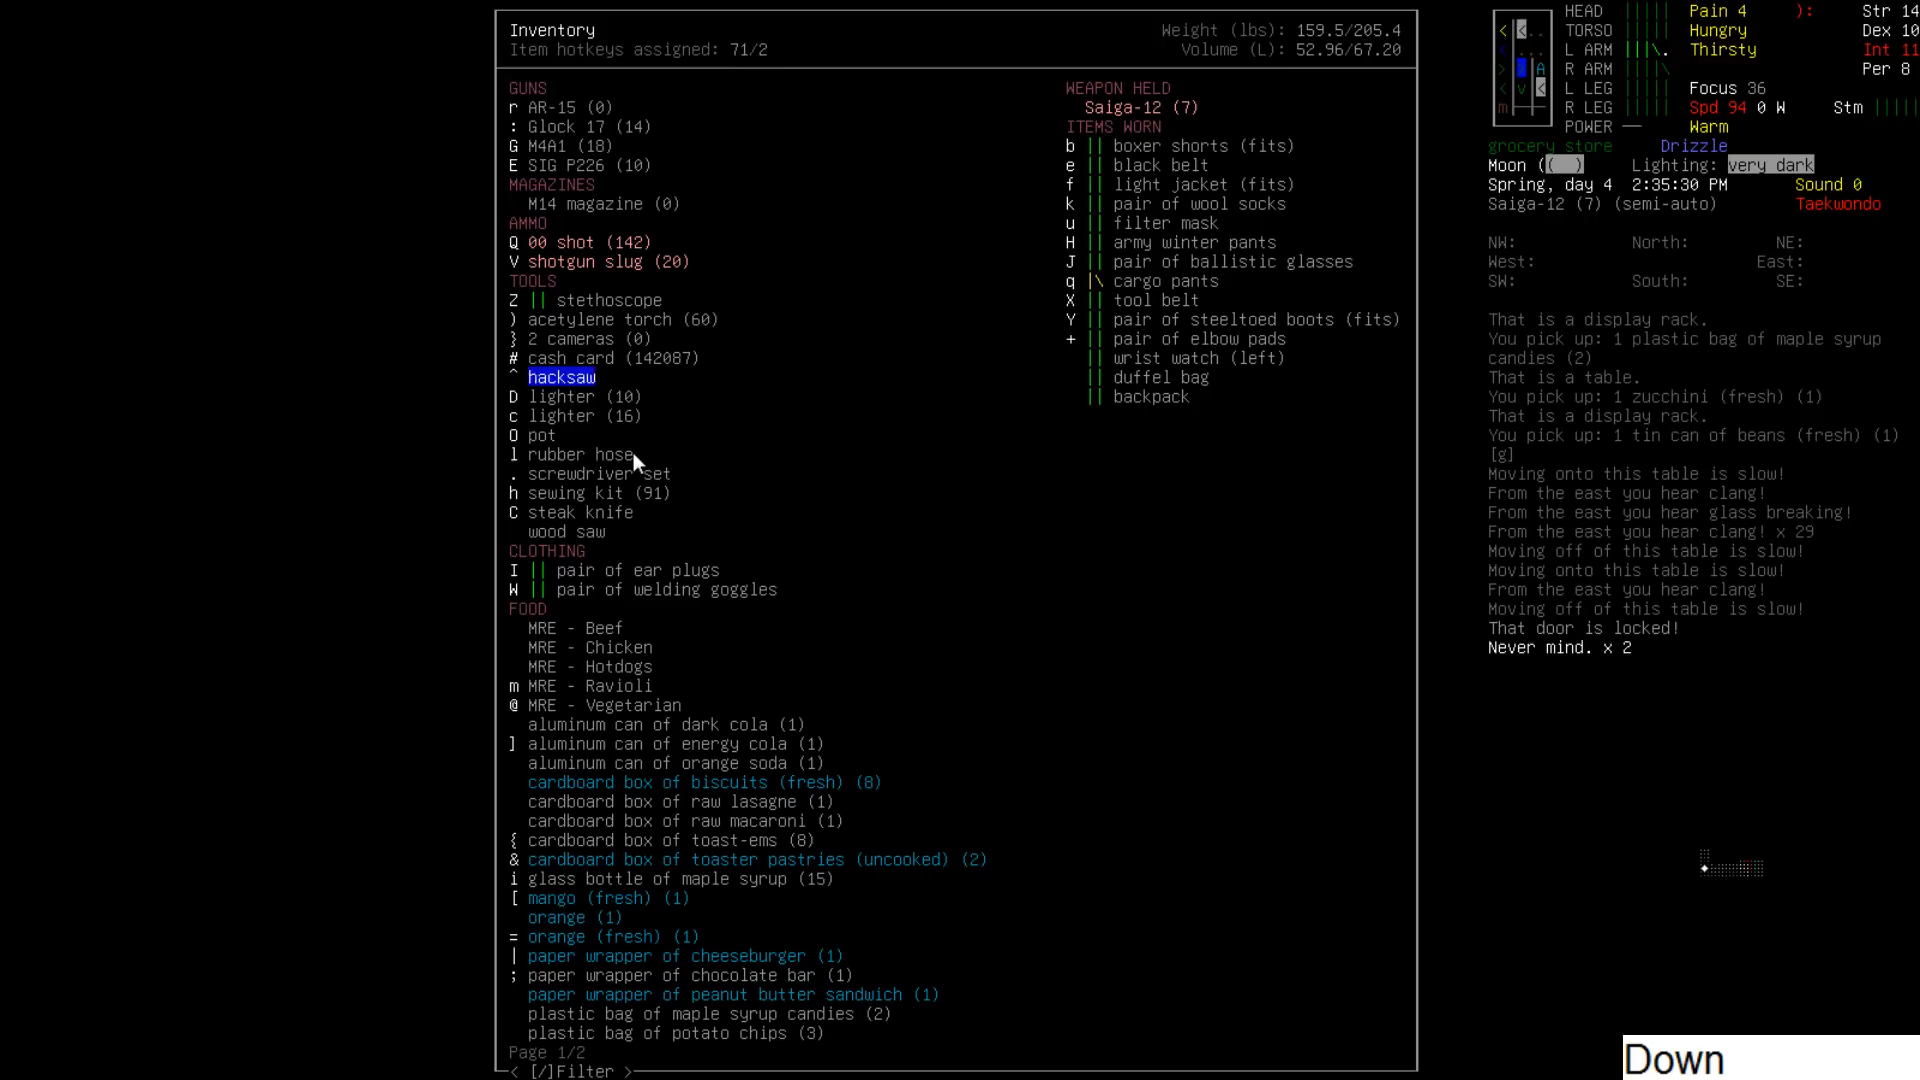 Inventory
Weight (lbs): 159.5/205.4
Item hotkeys assigned: 71/2
Volume (L): 52.96/67.20
GUNS
r AR-15 (0)
: Glock 17 (14)
G M4A1 (18)
E SIG P226 (10)
MAGAZINES
M14 magazine (0)
AMMO
Q 00 shot (142)
V shotgun slug (20)
TOOLS
Z || stethoscope
) acetylene torch (60)
} 2 cameras (0)
# cash card (142087)
^ hacksaw
D lighter (10)
c lighter (16)
O pot
l rubber hose
. screwdriver set
h sewing kit (91)
C steak knife
wood saw
CLOTHING
I || pair of ear plugs
W || pair of welding goggles
FOOD
MRE - Beef
MRE - Chicken
MRE - Hotdogs
m MRE - Ravioli
@ MRE - Vegetarian
aluminum can of dark cola (1)
] aluminum can of energy cola (1)
aluminum can of orange soda (1)
cardboard box of biscuits (fresh) (8)
cardboard box of raw lasagne (1)
cardboard box of raw macaroni (1)
{ cardboard box of toast-ems (8)
& cardboard box of toaster pastries (uncooked) (2)
i glass bottle of maple syrup (15)
[ mango (fresh) (1)
orange (1)
= orange (fresh) (1)
| paper wrapper of cheeseburger (1)
; paper wrapper of chocolate bar (1)
paper wrapper of peanut butter sandwich (1)
plastic bag of maple syrup candies (2)
plastic bag of potato chips (3)
Page 1/2
< [/]Filter >
WEAPON HELD
Saiga-12 (7)
ITEMS WORN
b || boxer shorts (fits)
e || black belt
f || light jacket (fits)
k || pair of wool socks
u || filter mask
H || army winter pants
J || pair of ballistic glasses
q |\ cargo pants
X || tool belt
Y || pair of steeltoed boots (fits)
+ || pair of elbow pads
|| wrist watch (left)
|| duffel bag
|| backpack
HEAD ||||| Pain 4 ): Str 14
TORSO ||||| Hungry Dex 10
L ARM |||\. Thirsty Int 11
R ARM ||||\ Per 8
L LEG ||||| Focus 36
R LEG ||||| Spd 94 0 W Stm |||||
POWER — Warm
grocery store Drizzle
Moon (( ) Lighting: very dark
Spring, day 4 2:35:30 PM Sound 0
Saiga-12 (7) (semi-auto) Taekwondo
NW: North: NE:
West: East:
SW: South: SE:
That is a display rack.
You pick up: 1 plastic bag of maple syrup
candies (2)
That is a table.
You pick up: 1 zucchini (fresh) (1)
That is a display rack.
You pick up: 1 tin can of beans (fresh) (1)
[g]
Moving onto this table is slow!
From the east you hear clang!
From the east you hear glass breaking!
From the east you hear clang! x 29
Moving off of this table is slow!
Moving onto this table is slow!
From the east you hear clang!
Moving off of this table is slow!
That door is locked!
Never mind. x 2
Down